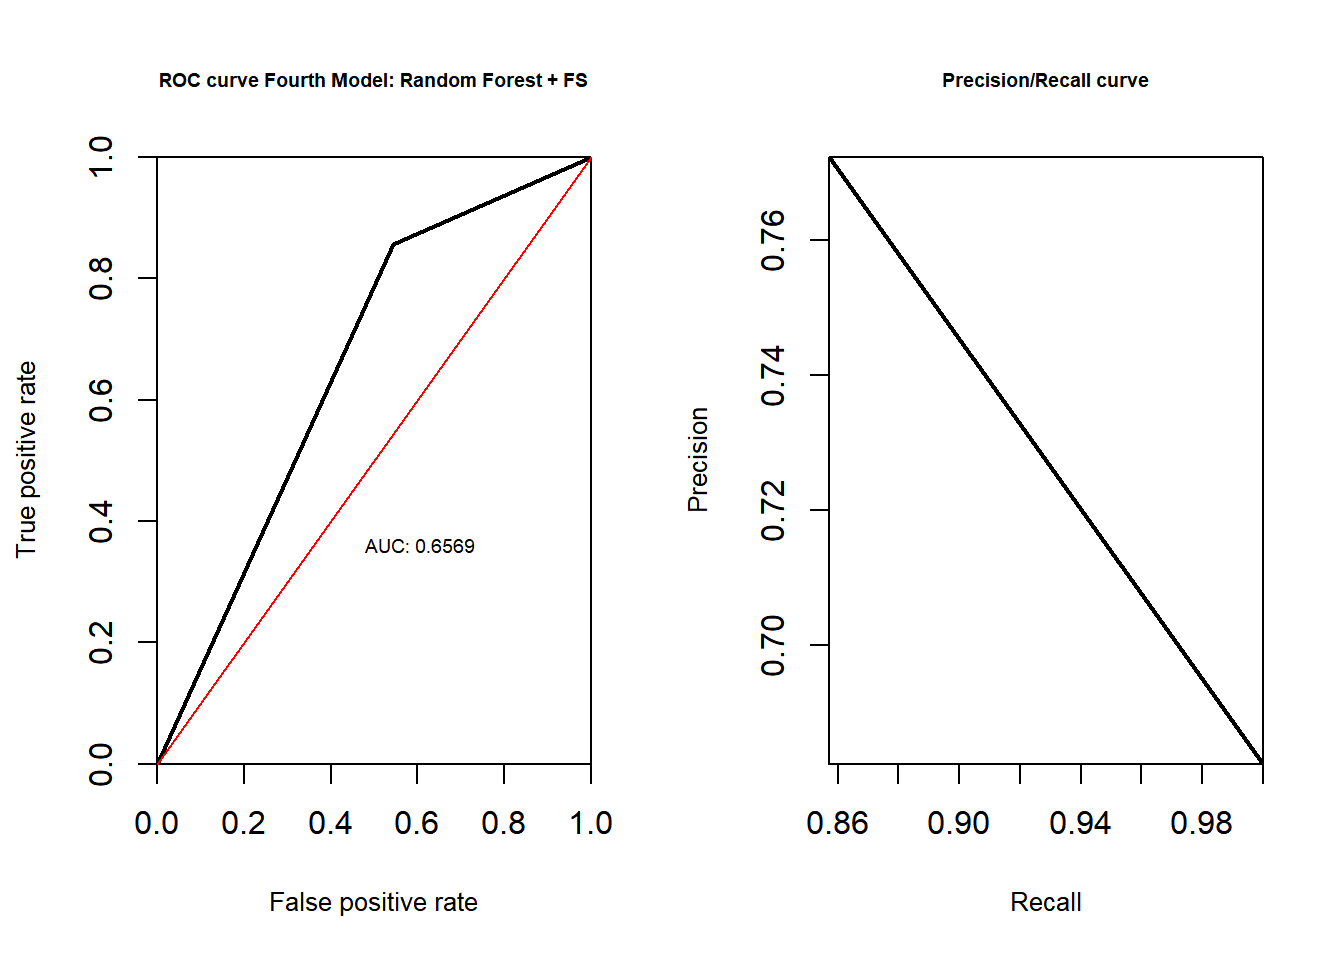 ROC curve Fourth Model: Random Forest + FS
True positive rate
1.0
0.8
0.6
0.4
0.2
0.0
AUC: 0.6569
0.0 0.2 0.4 0.6 0.8 1.0
False positive rate
Precision/Recall curve
Precision
0.76
0.74
0.72
0.70
0.86 0.90 0.94 0.98
Recall